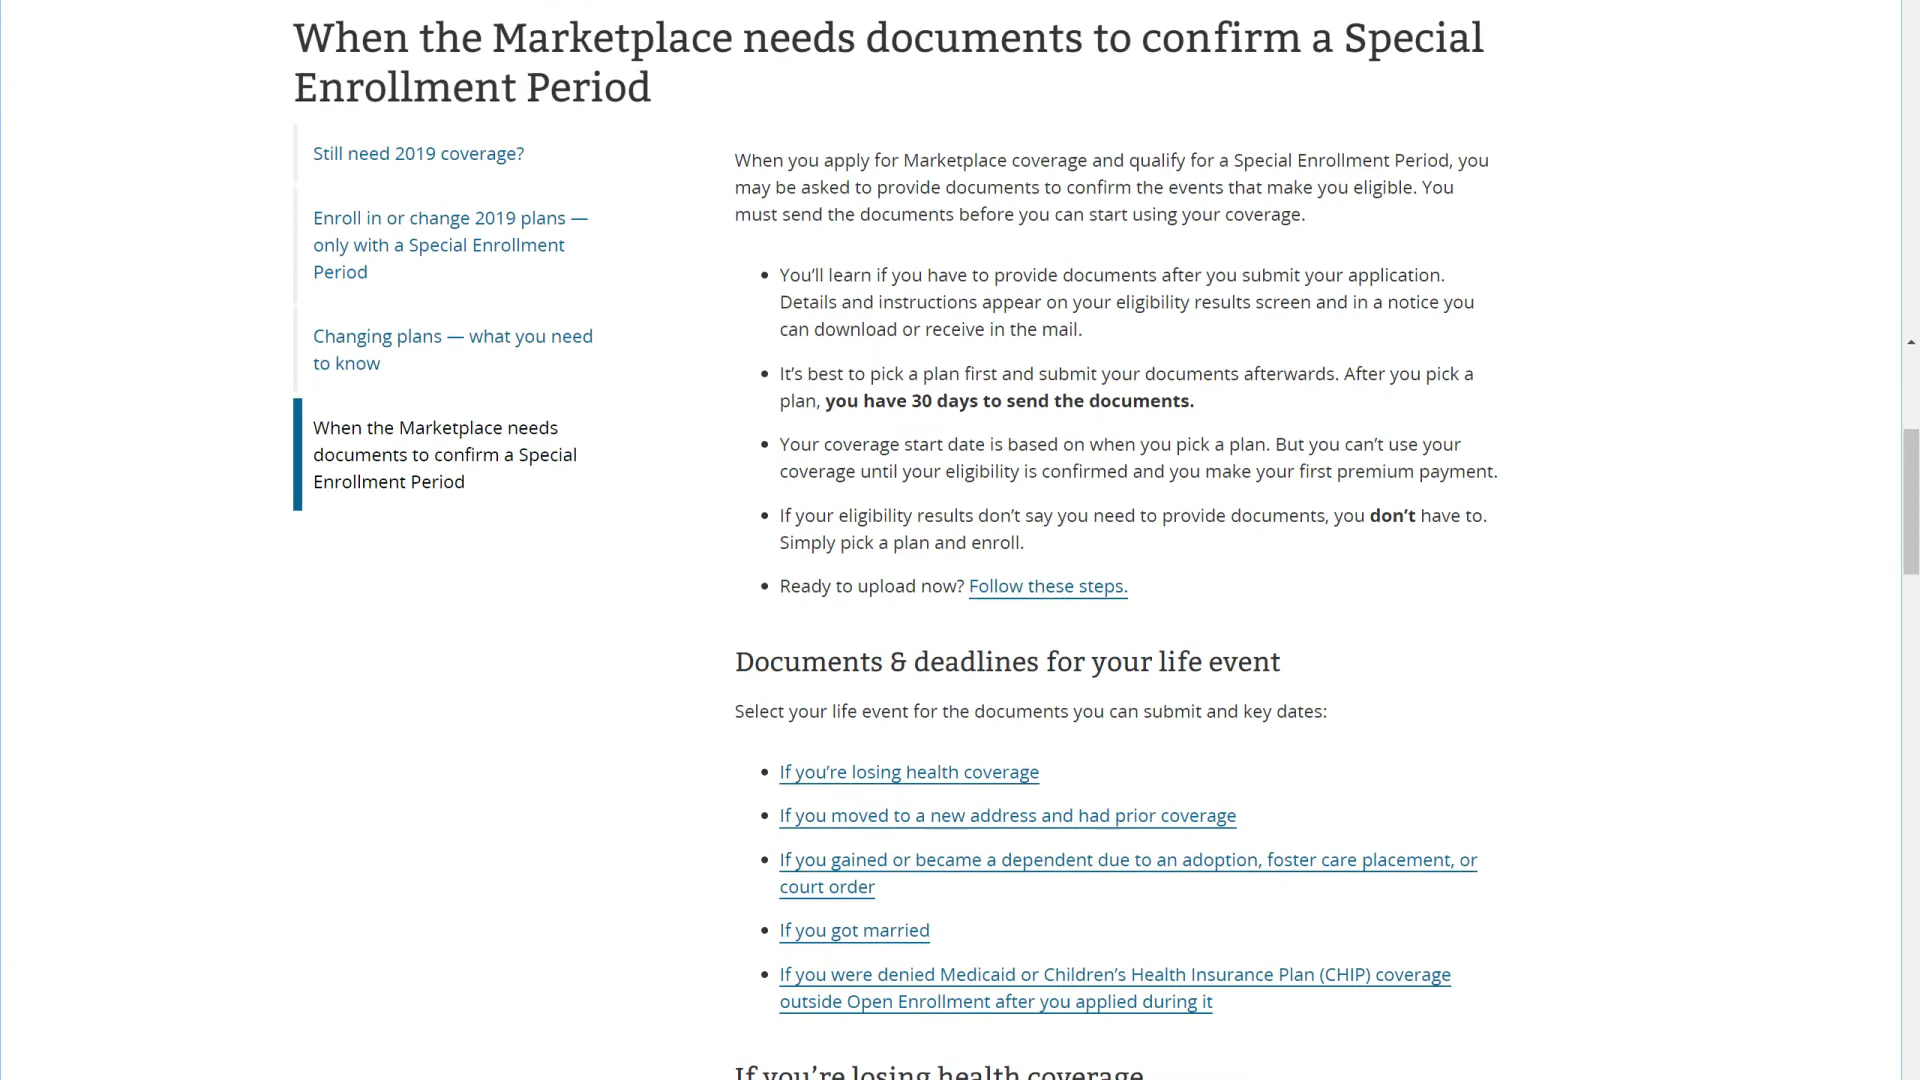 When the Marketplace needs documents to confirm a Special
Enrollment Period
Still need 2019 coverage?
Enroll in or change 2019 plans —
only with a Special Enrollment
Period
Changing plans — what you need
to know
When the Marketplace needs
documents to confirm a Special
Enrollment Period
When you apply for Marketplace coverage and qualify for a Special Enrollment Period, you
may be asked to provide documents to confirm the events that make you eligible. You
must send the documents before you can start using your coverage.
• You’ll learn if you have to provide documents after you submit your application.
Details and instructions appear on your eligibility results screen and in a notice you
can download or receive in the mail.
• It’s best to pick a plan first and submit your documents afterwards. After you pick a
plan, you have 30 days to send the documents.
• Your coverage start date is based on when you pick a plan. But you can’t use your
coverage until your eligibility is confirmed and you make your first premium payment.
• If your eligibility results don’t say you need to provide documents, you don’t have to.
Simply pick a plan and enroll.
• Ready to upload now? Follow these steps.
Documents & deadlines for your life event
Select your life event for the documents you can submit and key dates:
• If you’re losing health coverage
• If you moved to a new address and had prior coverage
• If you gained or became a dependent due to an adoption, foster care placement, or
court order
• If you got married
• If you were denied Medicaid or Children’s Health Insurance Plan (CHIP) coverage
outside Open Enrollment after you applied during it
If you’re losing health coverage